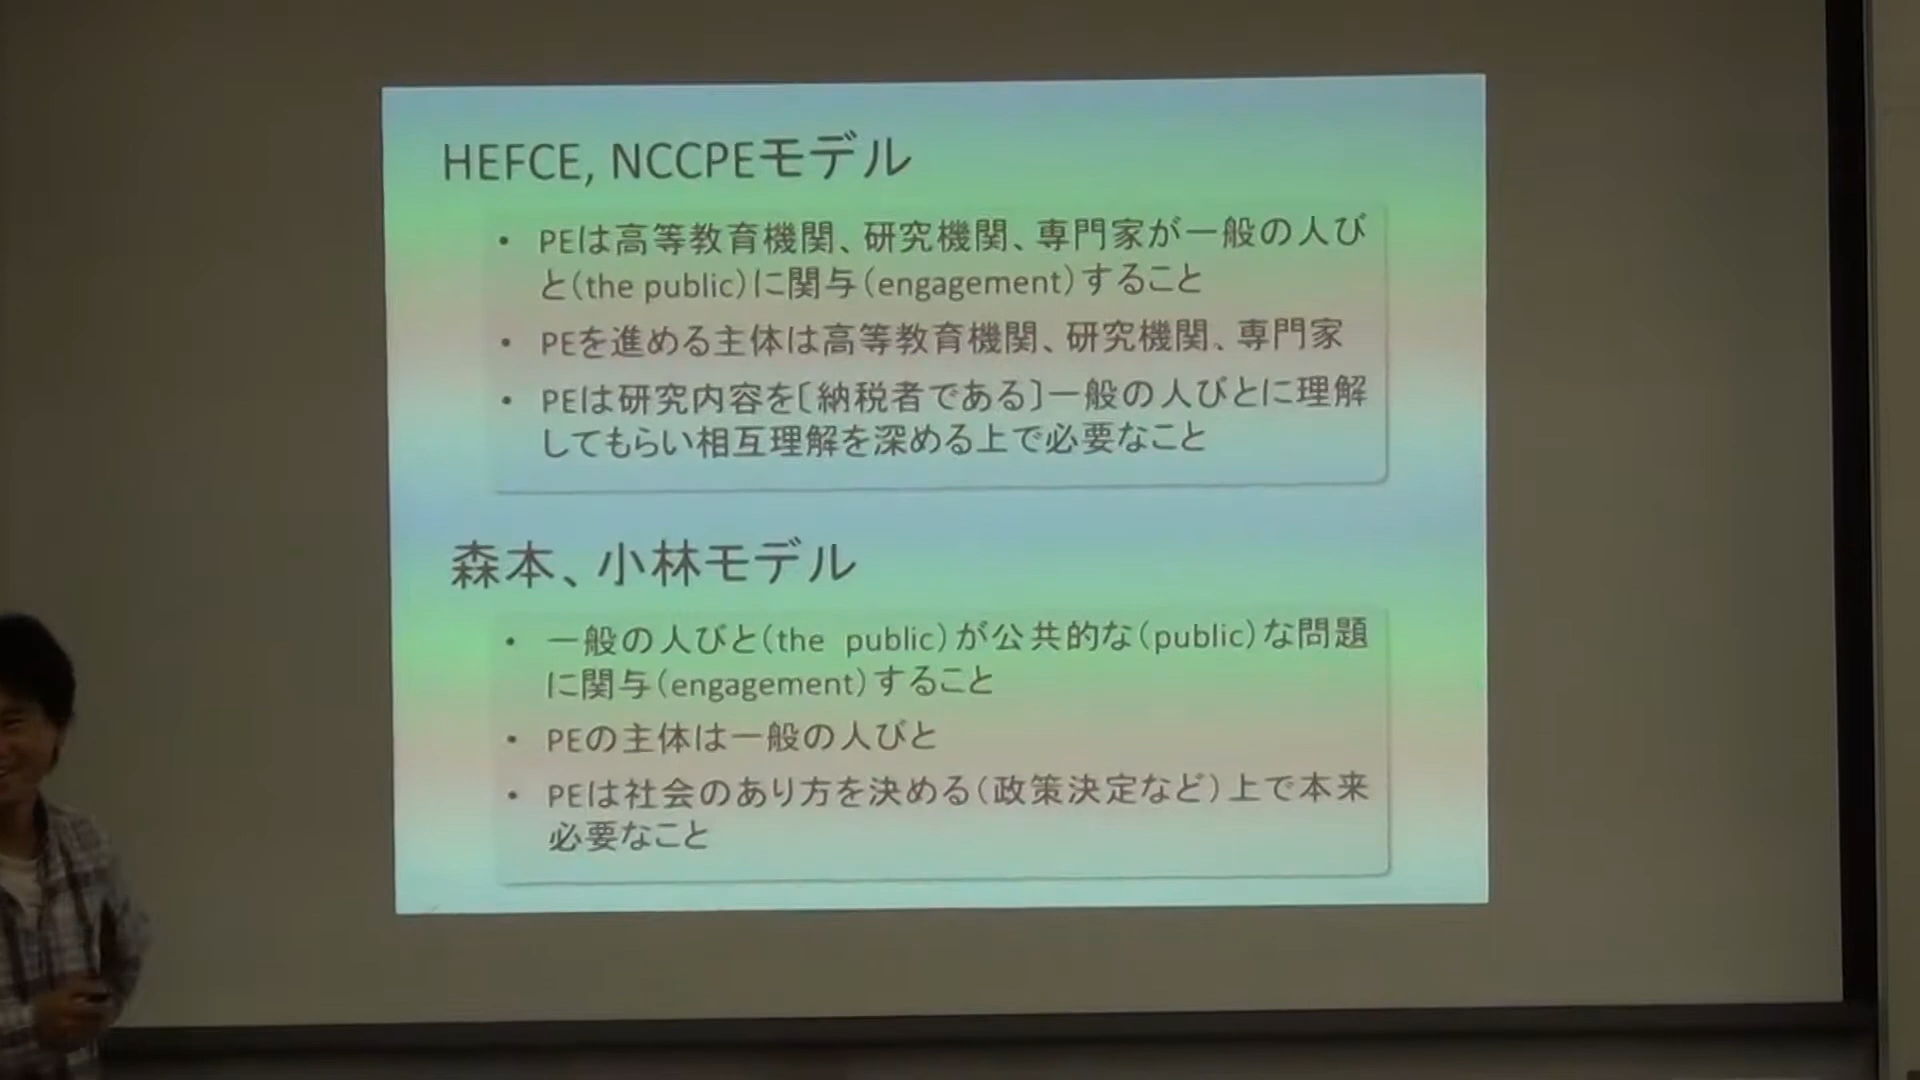 HEFCE, NCCPEモデル
• PEは高等教育機関、研究機関、専門家が一般の人び
と(the public)に関与(engagement)すること
• PEを進める主体は高等教育機関、研究機関、専門家
• PEは研究内容を〔納税者である〕一般の人びとに理解
してもらい相互理解を深める上で必要なこと
森本、小林モデル
• 一般の人びと(the public)が公共的な(public)な問題
に関与(engagement)すること
• PEの主体は一般の人びと
• PEは社会のあり方を決める(政策決定など)上で本来
必要なこと